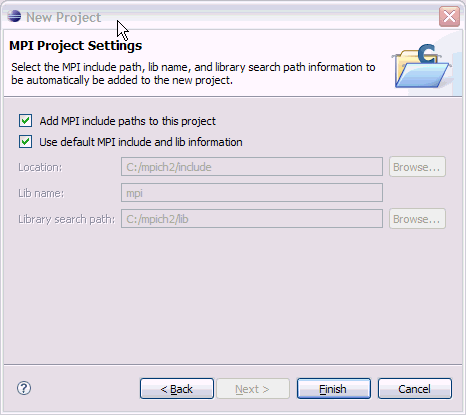 New Project
MPI Project Settings
Select the MPI include path, lib name, and library search path information to
be automatically be added to the new project.
Add MPI include paths to this project
Use default MPI include and lib information
Location: C:/mpich2/include Browse...
Lib name: mpi
Library search path: C:/mpich2/lib Browse...
? < Back Next > Finish Cancel